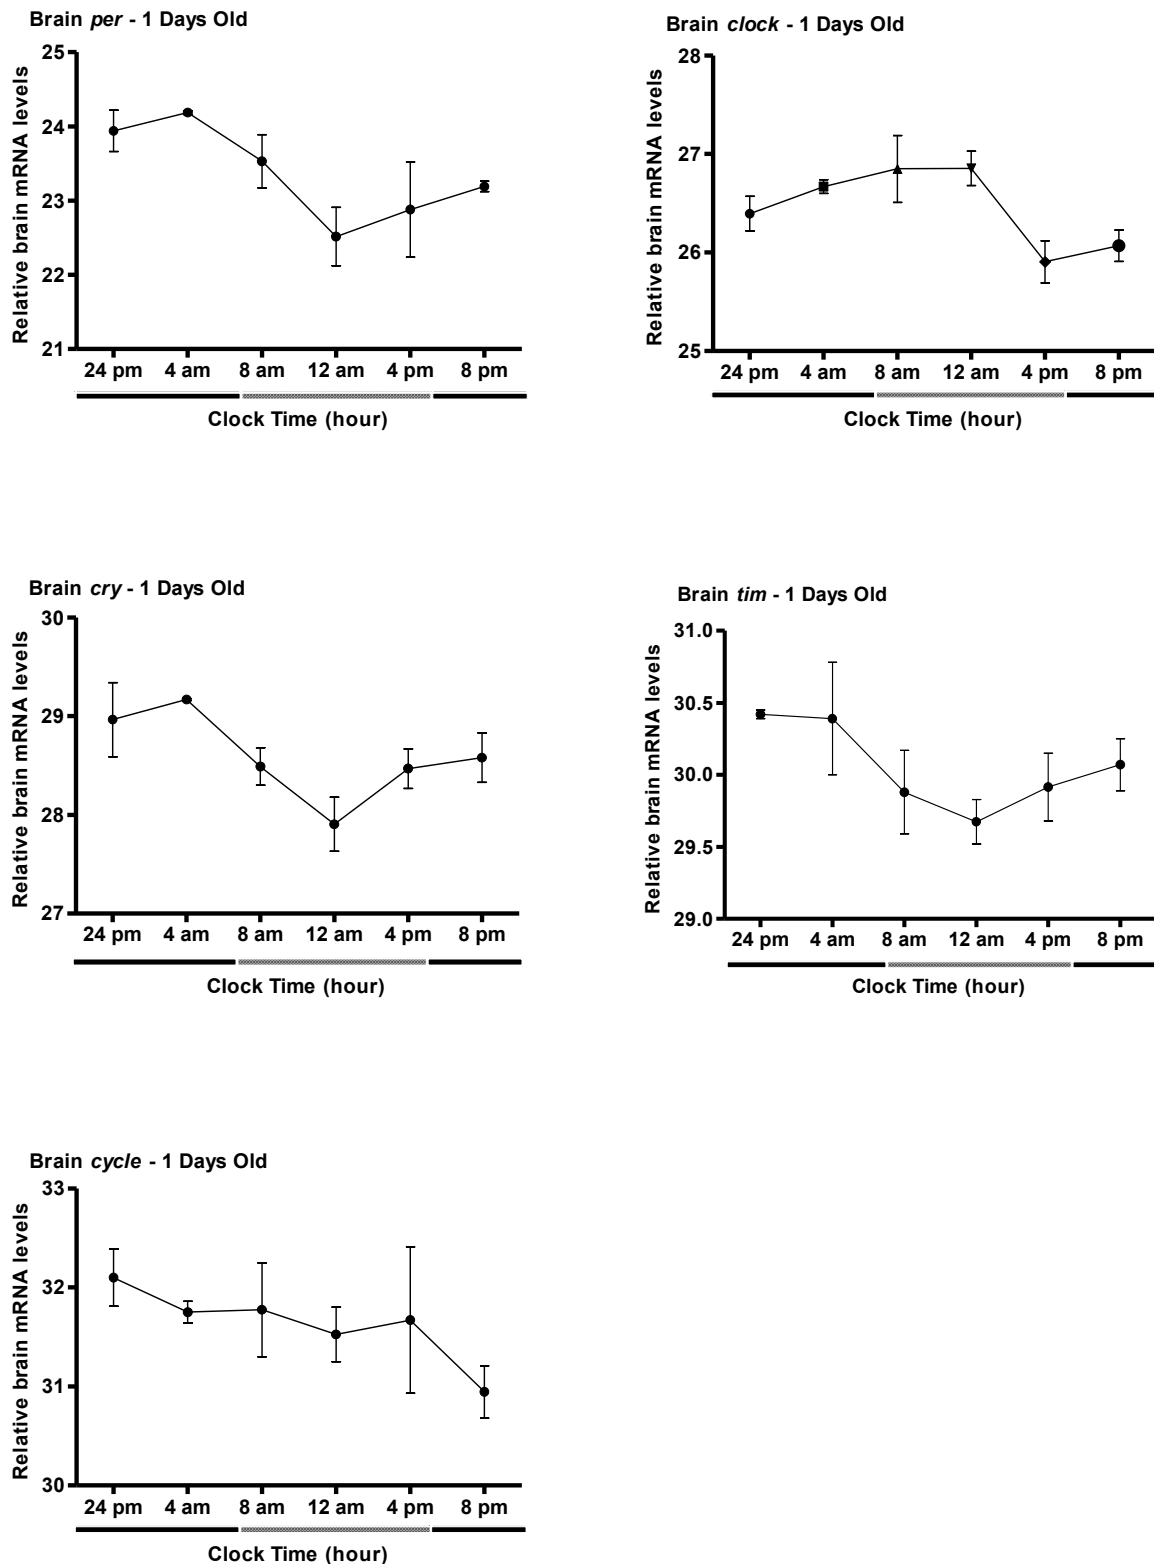 Brain per - 1 Days Old
Relative brain mRNA levels
25
24
23
22
21
24 pm 4 am 8 am 12 am 4 pm 8 pm
Clock Time (hour)
Brain clock - 1 Days Old
Relative brain mRNA levels
28
27
26
25
24 pm 4 am 8 am 12 am 4 pm 8 pm
Clock Time (hour)
Brain cry - 1 Days Old
Relative brain mRNA levels
30
29
28
27
24 pm 4 am 8 am 12 am 4 pm 8 pm
Clock Time (hour)
Brain tim - 1 Days Old
Relative brain mRNA levels
31.0
30.5
30.0
29.5
29.0
24 pm 4 am 8 am 12 am 4 pm 8 pm
Clock Time (hour)
Brain cycle - 1 Days Old
Relative brain mRNA levels
33
32
31
30
24 pm 4 am 8 am 12 am 4 pm 8 pm
Clock Time (hour)